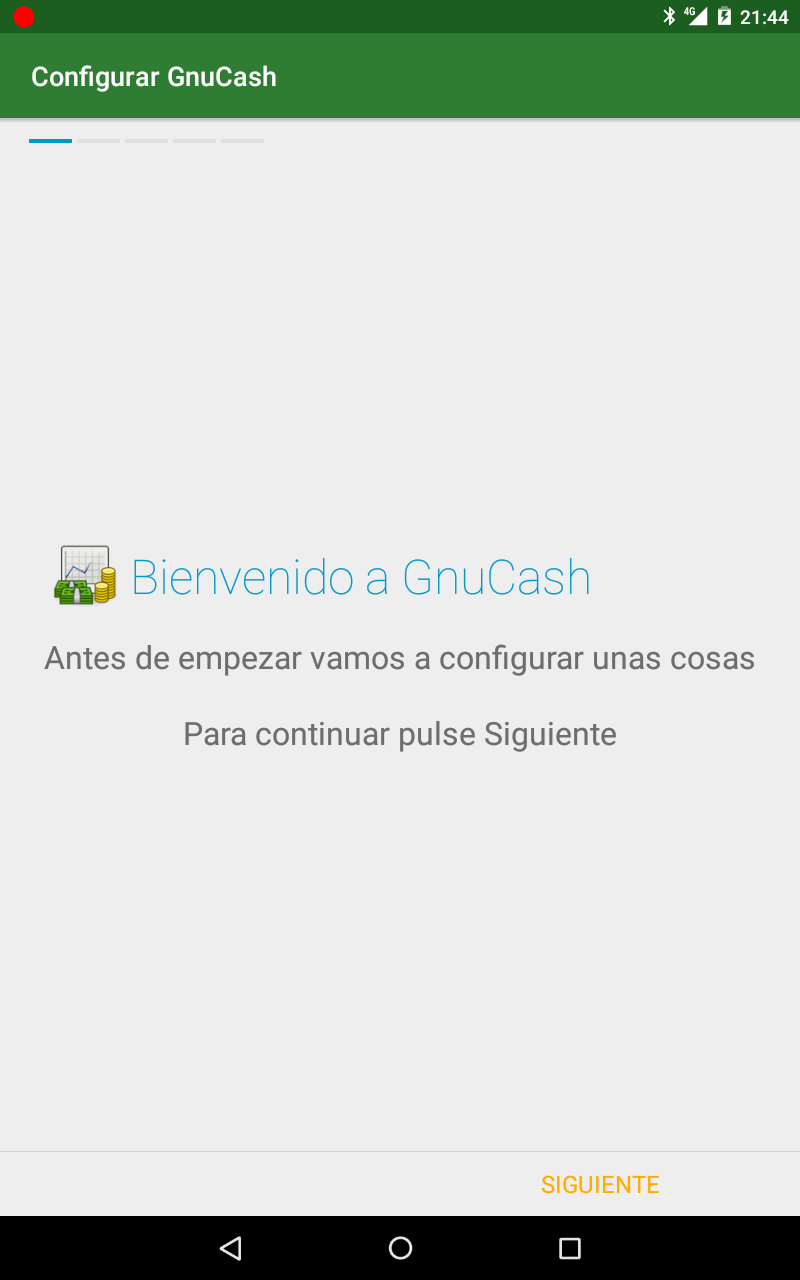 4G 21:44
Configurar GnuCash
Bienvenido a GnuCash
Antes de empezar vamos a configurar unas cosas
Para continuar pulse Siguiente
SIGUIENTE